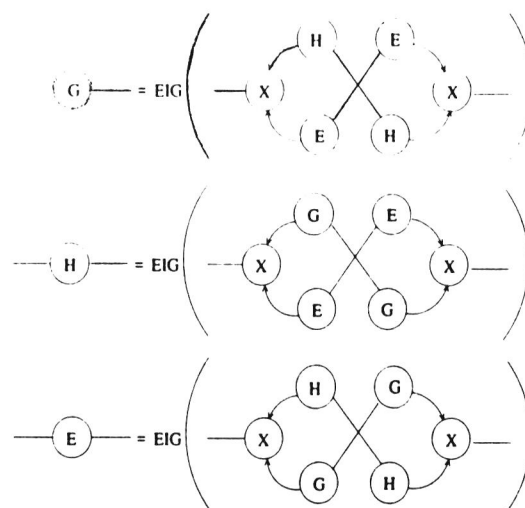 H E
G = EIG X X
E H
G E
H = EIG X X
E G
H G
E = EIG X X
G H